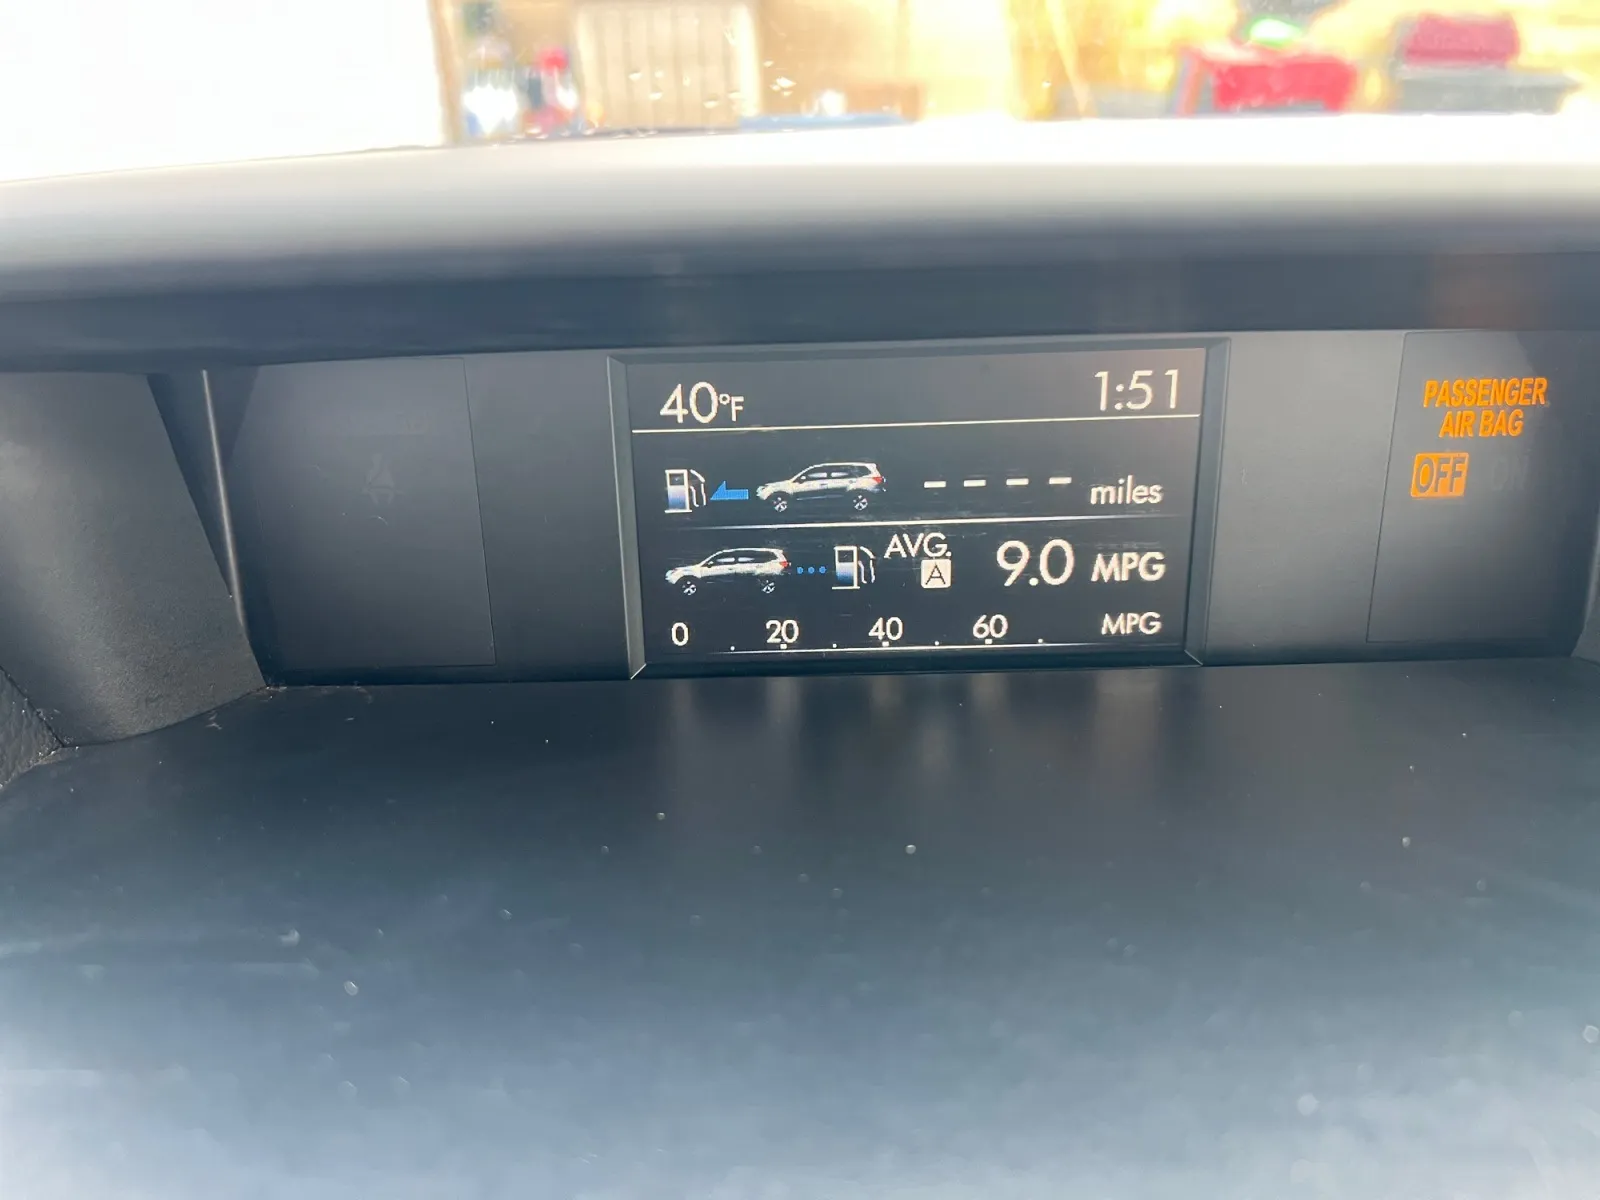 40°F 1:51
- - - - miles
AVG. A 9.0 MPG
0 20 40 60 MPG
PASSENGER
AIR BAG
OFF